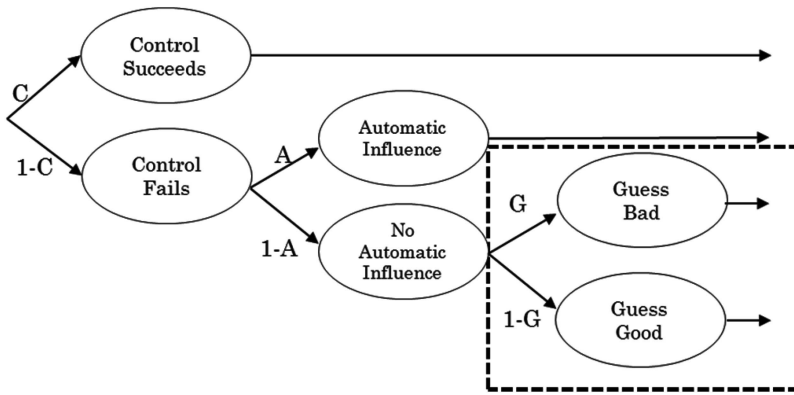 Control
Succeeds
C
1-C
Control
Fails
A
1-A
Automatic
Influence
No
Automatic
Influence
G
1-G
Guess
Bad
Guess
Good